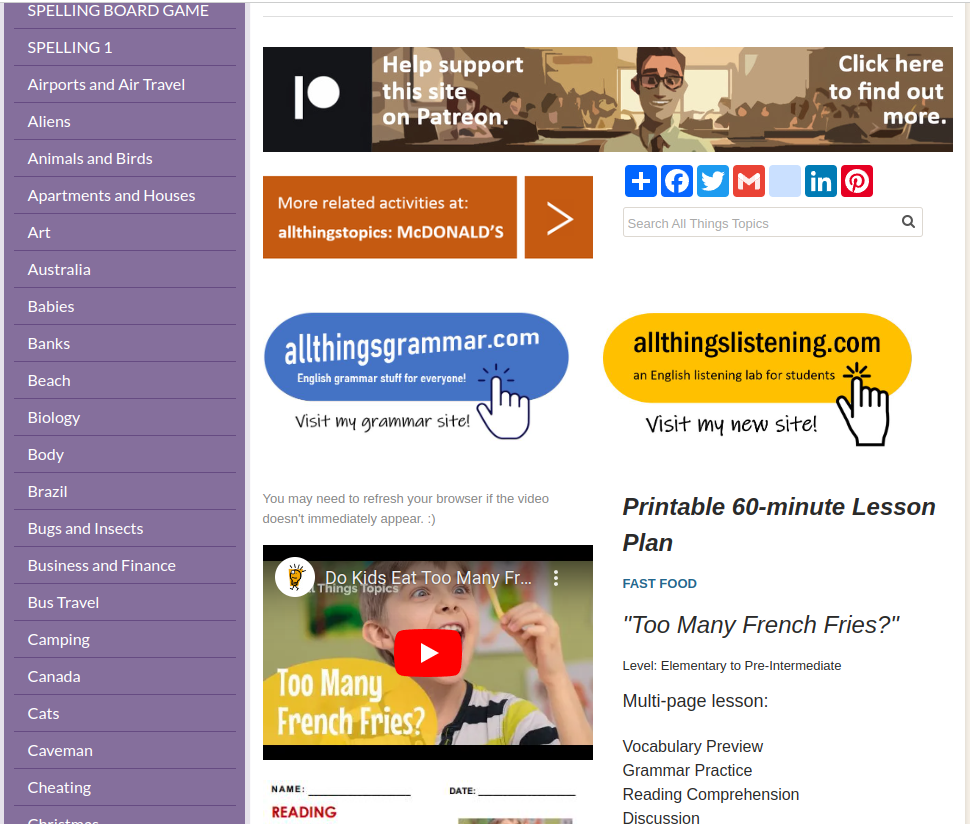 SPELLING BOARD GAME
SPELLING 1
Airports and Air Travel
Aliens
Animals and Birds
Apartments and Houses
Art
Australia
Babies
Banks
Beach
Biology
Body
Brazil
Bugs and Insects
Business and Finance
Bus Travel
Camping
Canada
Cats
Caveman
Cheating
Christmas
Help support
this site
on Patreon.
Click here
to find out
more.
More related activities at:
allthingstopics: McDONALD'S
Search All Things Topics
allthingsgrammar.com
English grammar stuff for everyone!
Visit my grammar site!
allthingslistening.com
an English listening lab for students
Visit my new site!
You may need to refresh your browser if the video
doesn't immediately appear. :)
Do Kids Eat Too Many Fr...
Things Topics
Too Many
French Fries?
NAME: ____________________
DATE: ____________________
READING
Printable 60-minute Lesson
Plan
FAST FOOD
"Too Many French Fries?"
Level: Elementary to Pre-Intermediate
Multi-page lesson:
Vocabulary Preview
Grammar Practice
Reading Comprehension
Discussion